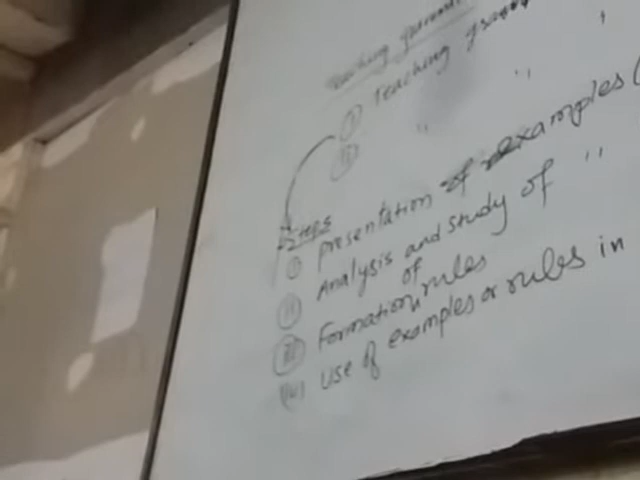 Teaching
(i) Teaching
(ii) " "
Steps
(i) presentation of examples (
(ii) Analysis and study of "
(iii) Formation of rules
(iv) Use of examples or rules in